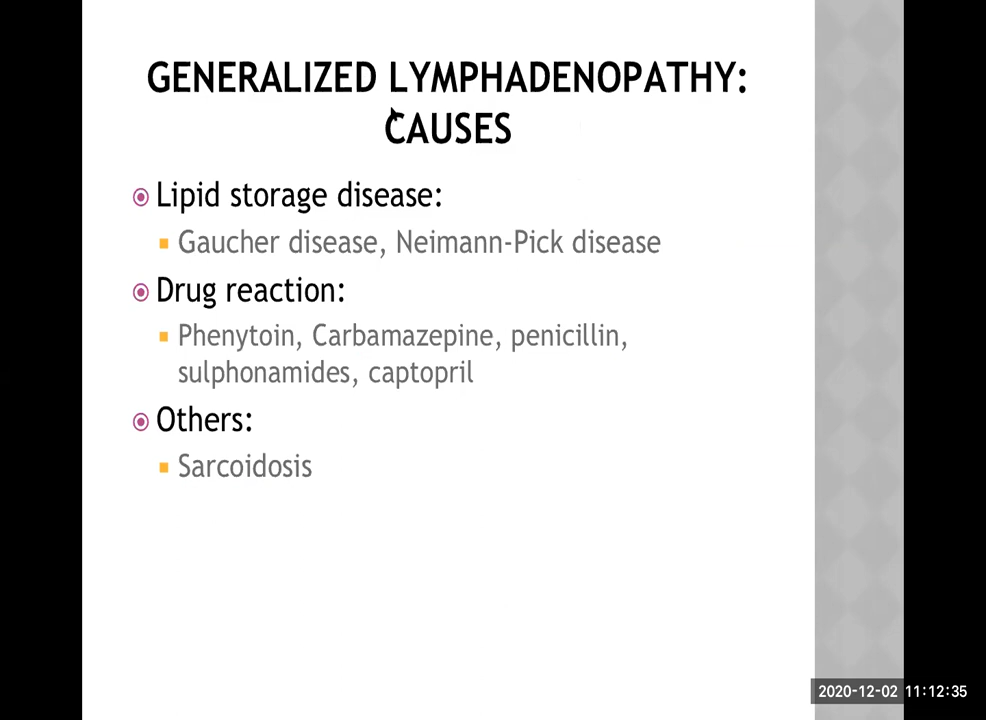 GENERALIZED LYMPHADENOPATHY:
CAUSES
Lipid storage disease:
Gaucher disease, Neimann-Pick disease
Drug reaction:
Phenytoin, Carbamazepine, penicillin,
sulphonamides, captopril
Others:
Sarcoidosis
2020-12-02 11:12:35